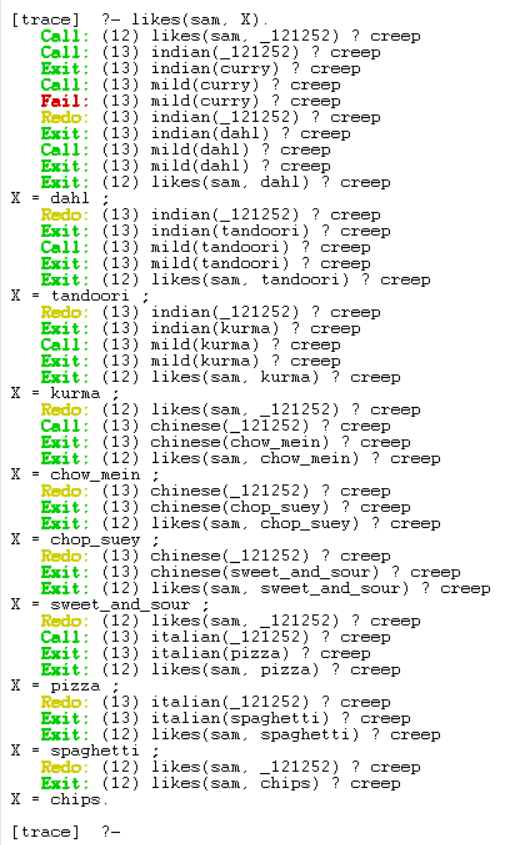 [trace]  ?- likes(sam, X).
   Call: (12) likes(sam, _121252) ? creep
   Call: (13) indian(_121252) ? creep
   Exit: (13) indian(curry) ? creep
   Call: (13) mild(curry) ? creep
   Fail: (13) mild(curry) ? creep
   Redo: (13) indian(_121252) ? creep
   Exit: (13) indian(dahl) ? creep
   Call: (13) mild(dahl) ? creep
   Exit: (13) mild(dahl) ? creep
   Exit: (12) likes(sam, dahl) ? creep
X = dahl ;
   Redo: (13) indian(_121252) ? creep
   Exit: (13) indian(tandoori) ? creep
   Call: (13) mild(tandoori) ? creep
   Exit: (13) mild(tandoori) ? creep
   Exit: (12) likes(sam, tandoori) ? creep
X = tandoori ;
   Redo: (13) indian(_121252) ? creep
   Exit: (13) indian(kurma) ? creep
   Call: (13) mild(kurma) ? creep
   Exit: (13) mild(kurma) ? creep
   Exit: (12) likes(sam, kurma) ? creep
X = kurma ;
   Redo: (12) likes(sam, _121252) ? creep
   Call: (13) chinese(_121252) ? creep
   Exit: (13) chinese(chow_mein) ? creep
   Exit: (12) likes(sam, chow_mein) ? creep
X = chow_mein ;
   Redo: (13) chinese(_121252) ? creep
   Exit: (13) chinese(chop_suey) ? creep
   Exit: (12) likes(sam, chop_suey) ? creep
X = chop_suey ;
   Redo: (13) chinese(_121252) ? creep
   Exit: (13) chinese(sweet_and_sour) ? creep
   Exit: (12) likes(sam, sweet_and_sour) ? creep
X = sweet_and_sour ;
   Redo: (12) likes(sam, _121252) ? creep
   Call: (13) italian(_121252) ? creep
   Exit: (13) italian(pizza) ? creep
   Exit: (12) likes(sam, pizza) ? creep
X = pizza ;
   Redo: (13) italian(_121252) ? creep
   Exit: (13) italian(spaghetti) ? creep
   Exit: (12) likes(sam, spaghetti) ? creep
X = spaghetti ;
   Redo: (12) likes(sam, _121252) ? creep
   Exit: (12) likes(sam, chips) ? creep
X = chips.

[trace]  ?-